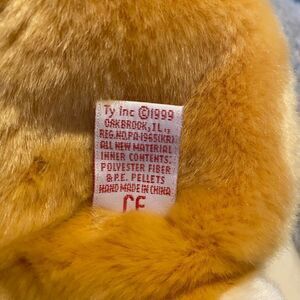 Ty Inc ©1999
OAKBROOK, IL.,
REG.NO.PA-1965(KR)
ALL NEW MATERIAL
INNER CONTENTS:
POLYESTER FIBER
& P.E. PELLETS
HAND MADE IN CHINA
CE